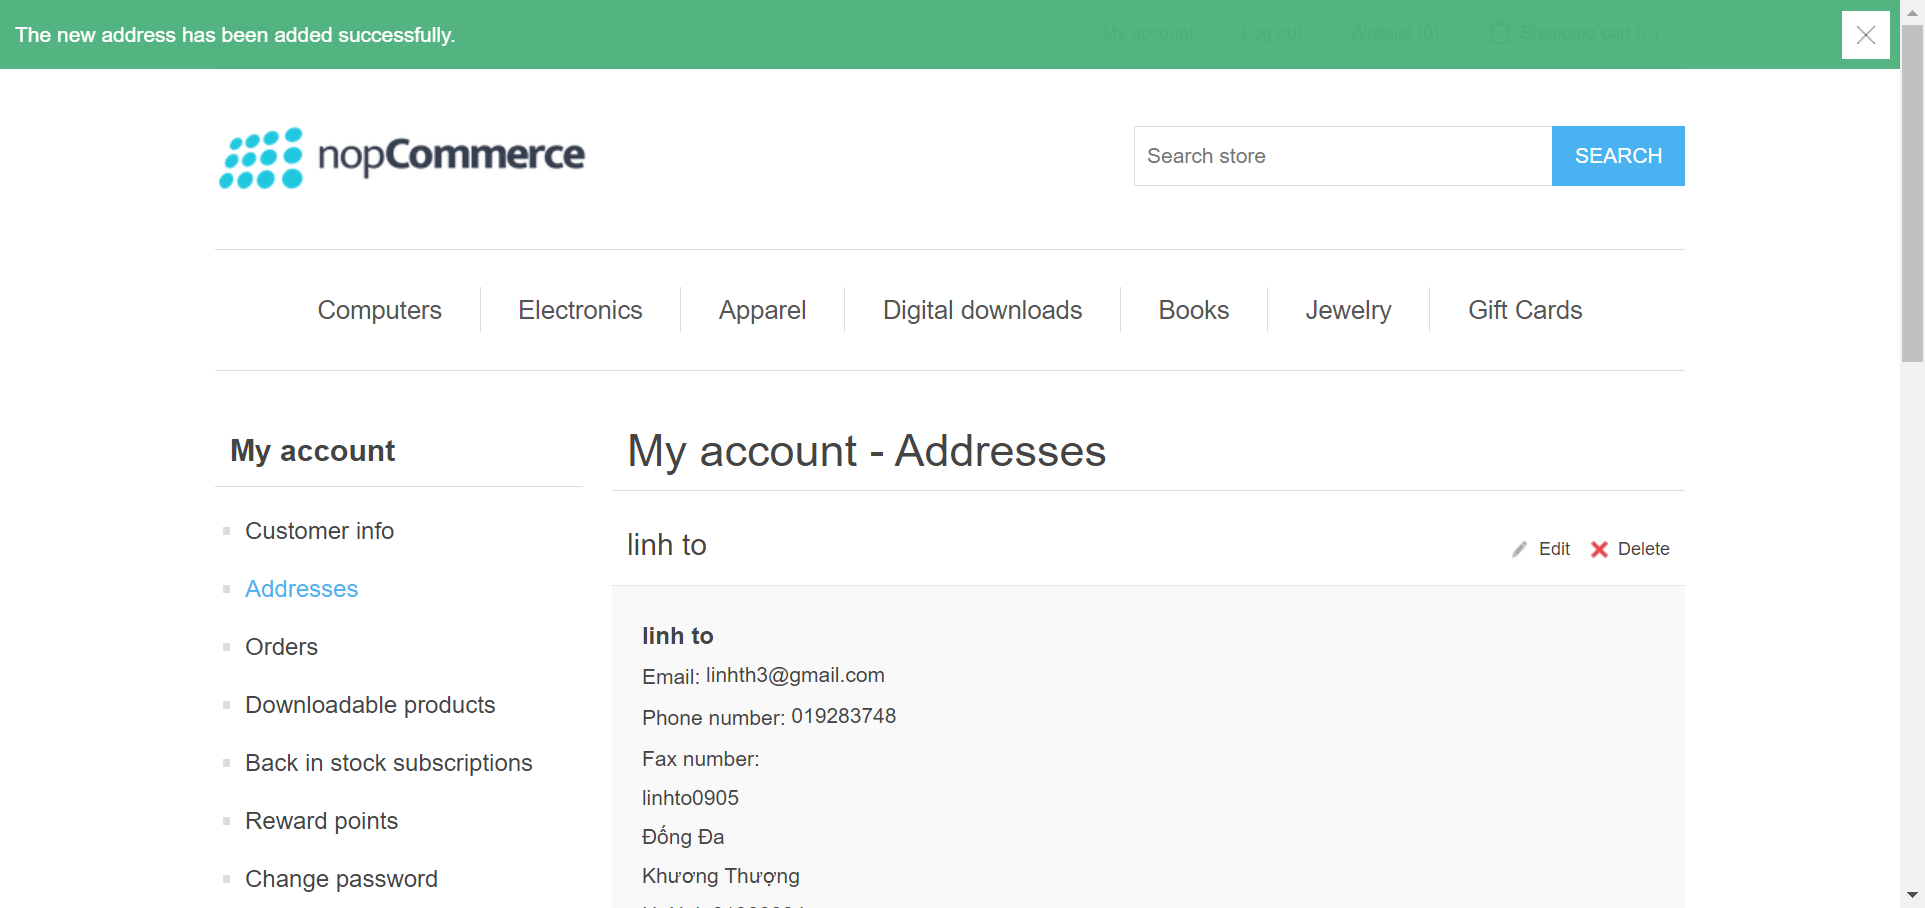 The new address has been added successfully.
My account
Log out
Wishlist (0)
Shopping cart (0)
nopCommerce
Search store
SEARCH
Computers
Electronics
Apparel
Digital downloads
Books
Jewelry
Gift Cards
My account
Customer info
Addresses
Orders
Downloadable products
Back in stock subscriptions
Reward points
Change password
My account - Addresses
linh to
Edit
Delete
linh to
Email: linhth3@gmail.com
Phone number: 019283748
Fax number:
linhto0905
Đống Đa
Khương Thượng